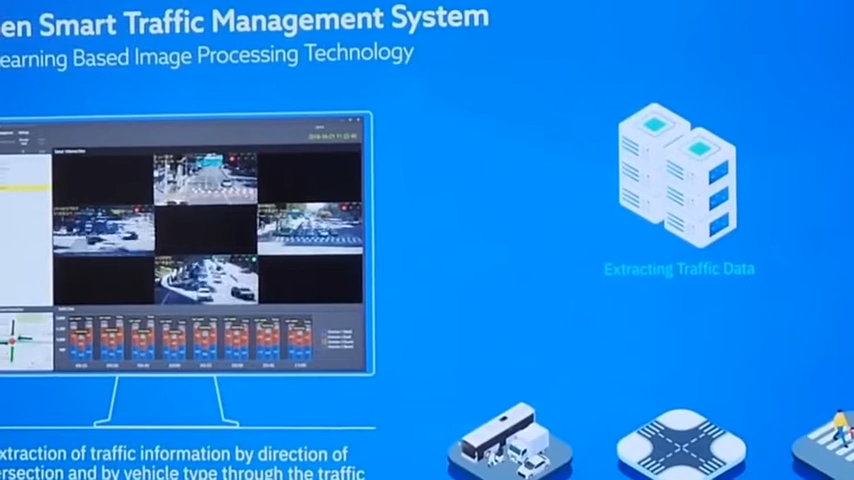 en Smart Traffic Management System
earning Based Image Processing Technology
Extracting Traffic Data
xtraction of traffic information by direction of
ersection and by vehicle type through the traffic